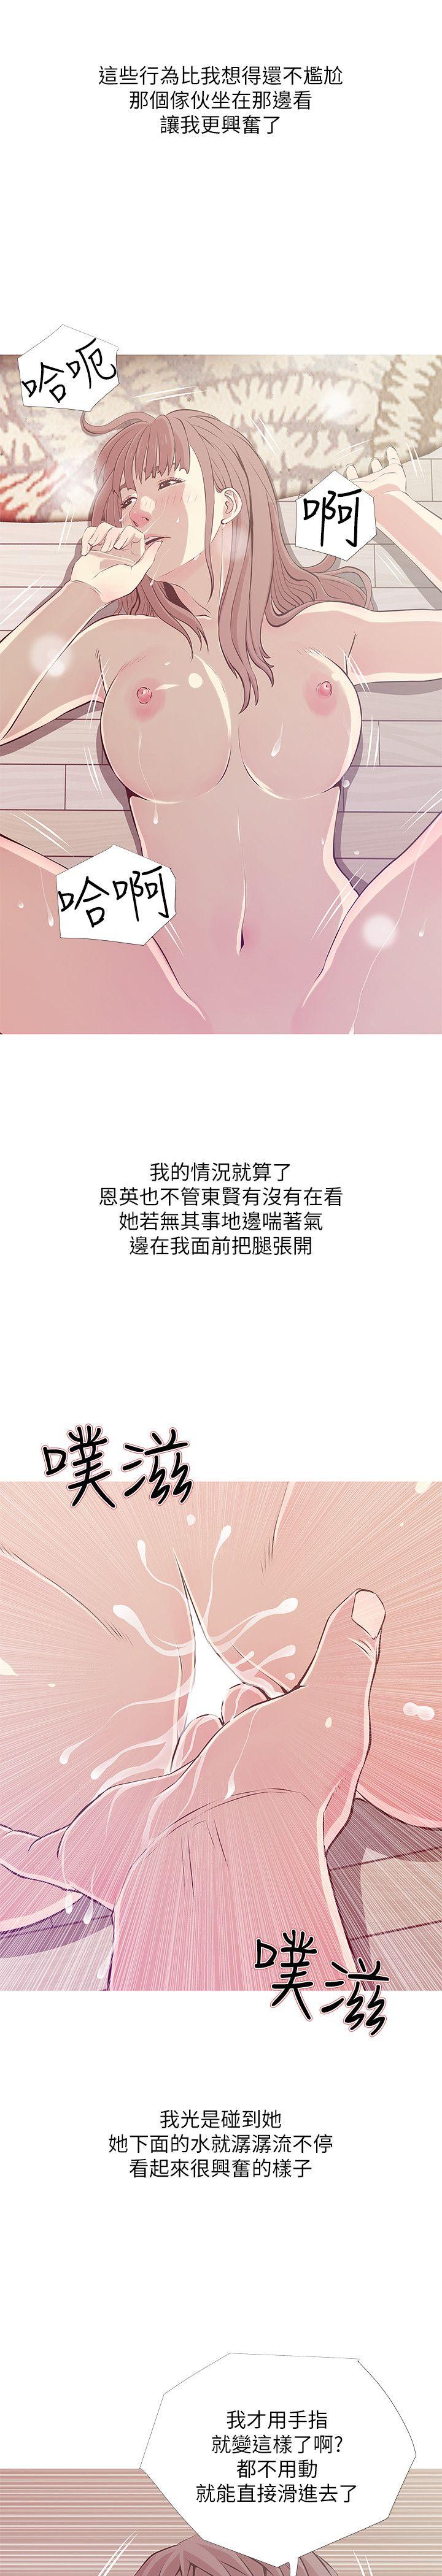 這些行為比我想得還不尷尬
那個傢伙坐在那邊看
讓我更興奮了
哈呃
啊
哈啊
我的情況就算了
恩英也不管東賢有沒有在看
她若無其事地邊喘著氣
邊在我面前把腿張開
噗滋
噗滋
我光是碰到她
她下面的水就潺潺流不停
看起來很興奮的樣子
我才用手指
就變這樣了啊?
都不用動
就能直接滑進去了